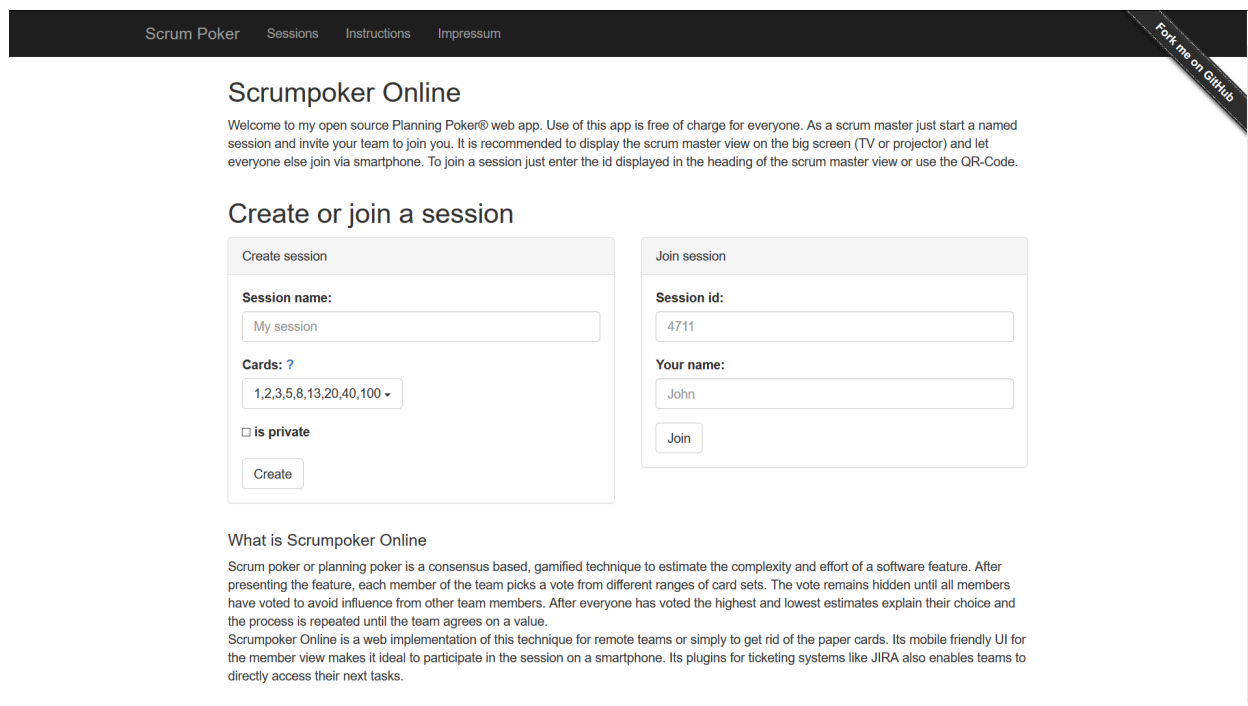 Scrum Poker Sessions Instructions Impressum
Fork me on GitHub
Scrumpoker Online
Welcome to my open source Planning Poker® web app. Use of this app is free of charge for everyone. As a scrum master just start a named
session and invite your team to join you. It is recommended to display the scrum master view on the big screen (TV or projector) and let
everyone else join via smartphone. To join a session just enter the id displayed in the heading of the scrum master view or use the QR-Code.
Create or join a session
Create session
Session name:
My session
Cards: ?
1,2,3,5,8,13,20,40,100
is private
Create
Join session
Session id:
4711
Your name:
John
Join
What is Scrumpoker Online
Scrum poker or planning poker is a consensus based, gamified technique to estimate the complexity and effort of a software feature. After
presenting the feature, each member of the team picks a vote from different ranges of card sets. The vote remains hidden until all members
have voted to avoid influence from other team members. After everyone has voted the highest and lowest estimates explain their choice and
the process is repeated until the team agrees on a value.
Scrumpoker Online is a web implementation of this technique for remote teams or simply to get rid of the paper cards. Its mobile friendly UI for
the member view makes it ideal to participate in the session on a smartphone. Its plugins for ticketing systems like JIRA also enables teams to
directly access their next tasks.